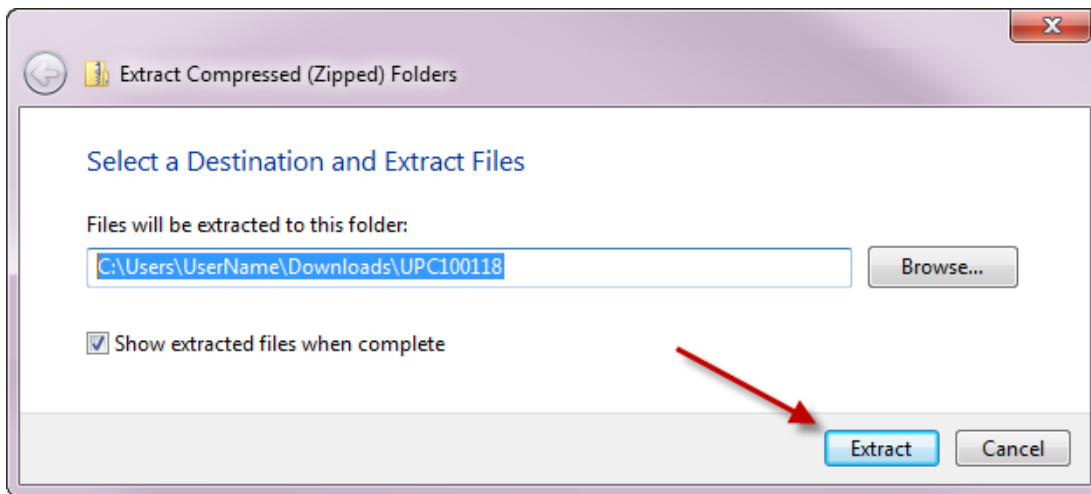 Extract Compressed (Zipped) Folders
Select a Destination and Extract Files
Files will be extracted to this folder:
C:\Users\UserName\Downloads\UPC100118
Browse...
Show extracted files when complete
Extract
Cancel